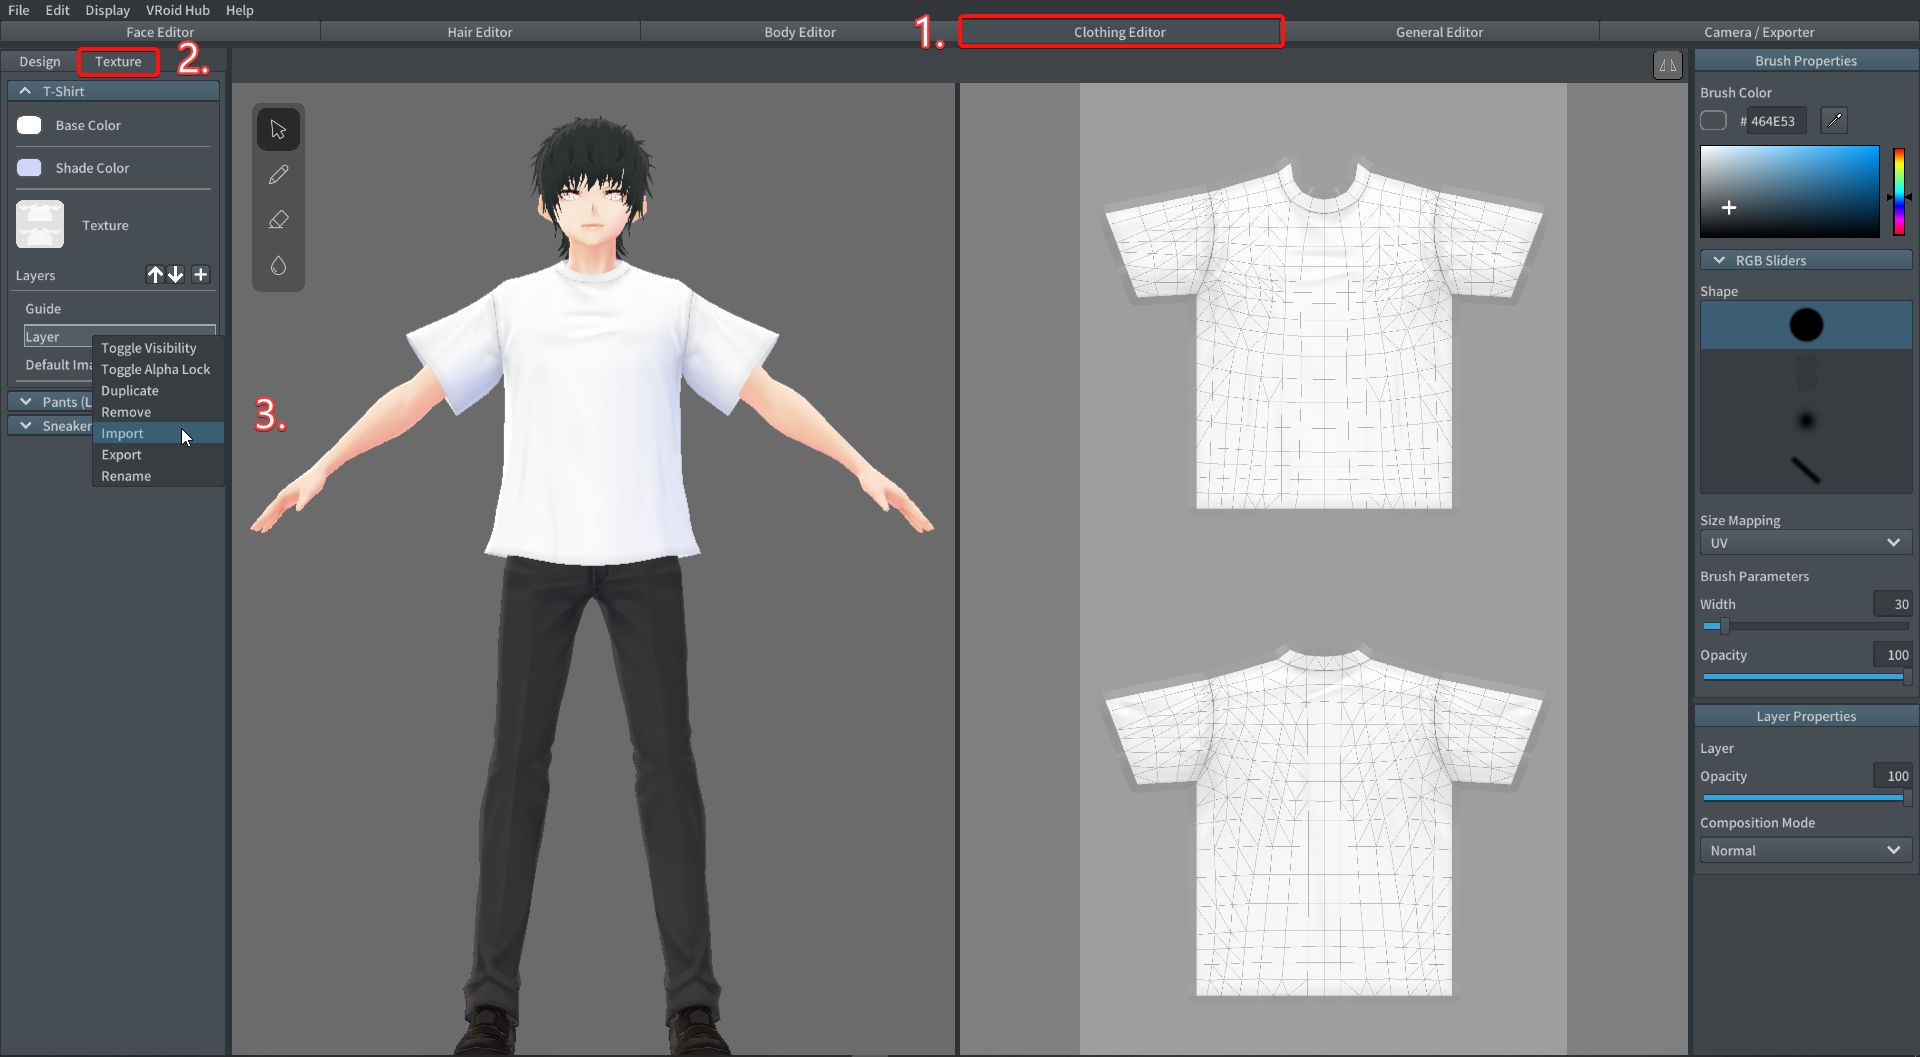 File Edit Display VRoid Hub Help
Face Editor Hair Editor Body Editor 1. Clothing Editor General Editor Camera / Exporter
Design Texture 2.
T-Shirt
Base Color
Shade Color
Texture
Layers
Guide
Layer
Default Ima
Pants (L
Sneaker
Toggle Visibility
Toggle Alpha Lock
Duplicate
Remove
Import
Export
Rename
3.
Brush Properties
Brush Color
# 464E53
RGB Sliders
Shape
Size Mapping
UV
Brush Parameters
Width 30
Opacity 100
Layer Properties
Layer
Opacity 100
Composition Mode
Normal